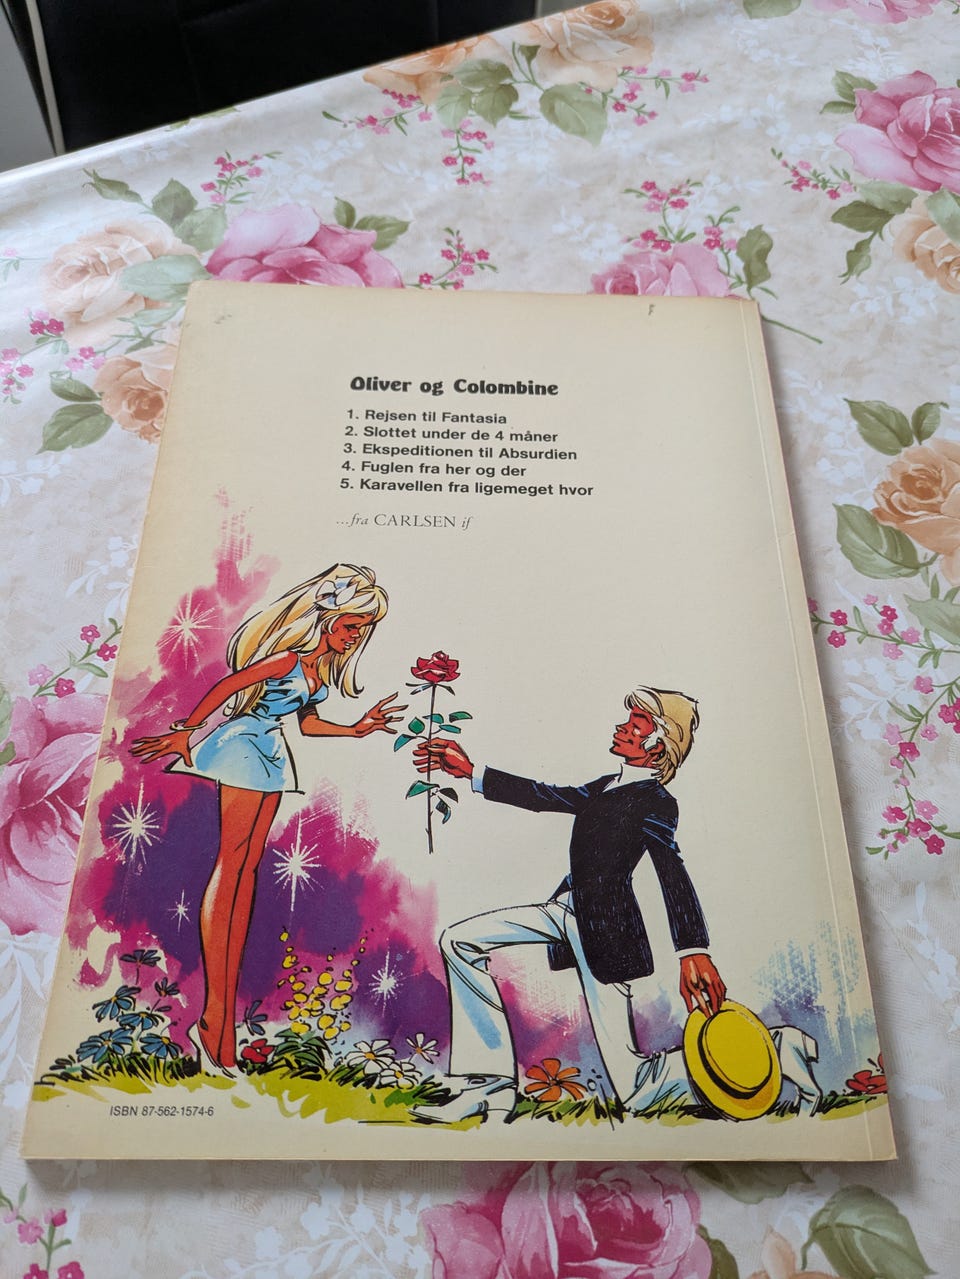 Oliver og Colombine
1. Rejsen til Fantasia
2. Slottet under de 4 måner
3. Ekspeditionen til Absurdien
4. Fuglen fra her og der
5. Karavellen fra ligemeget hvor
...fra CARLSEN if
ISBN 87-562-1574-6